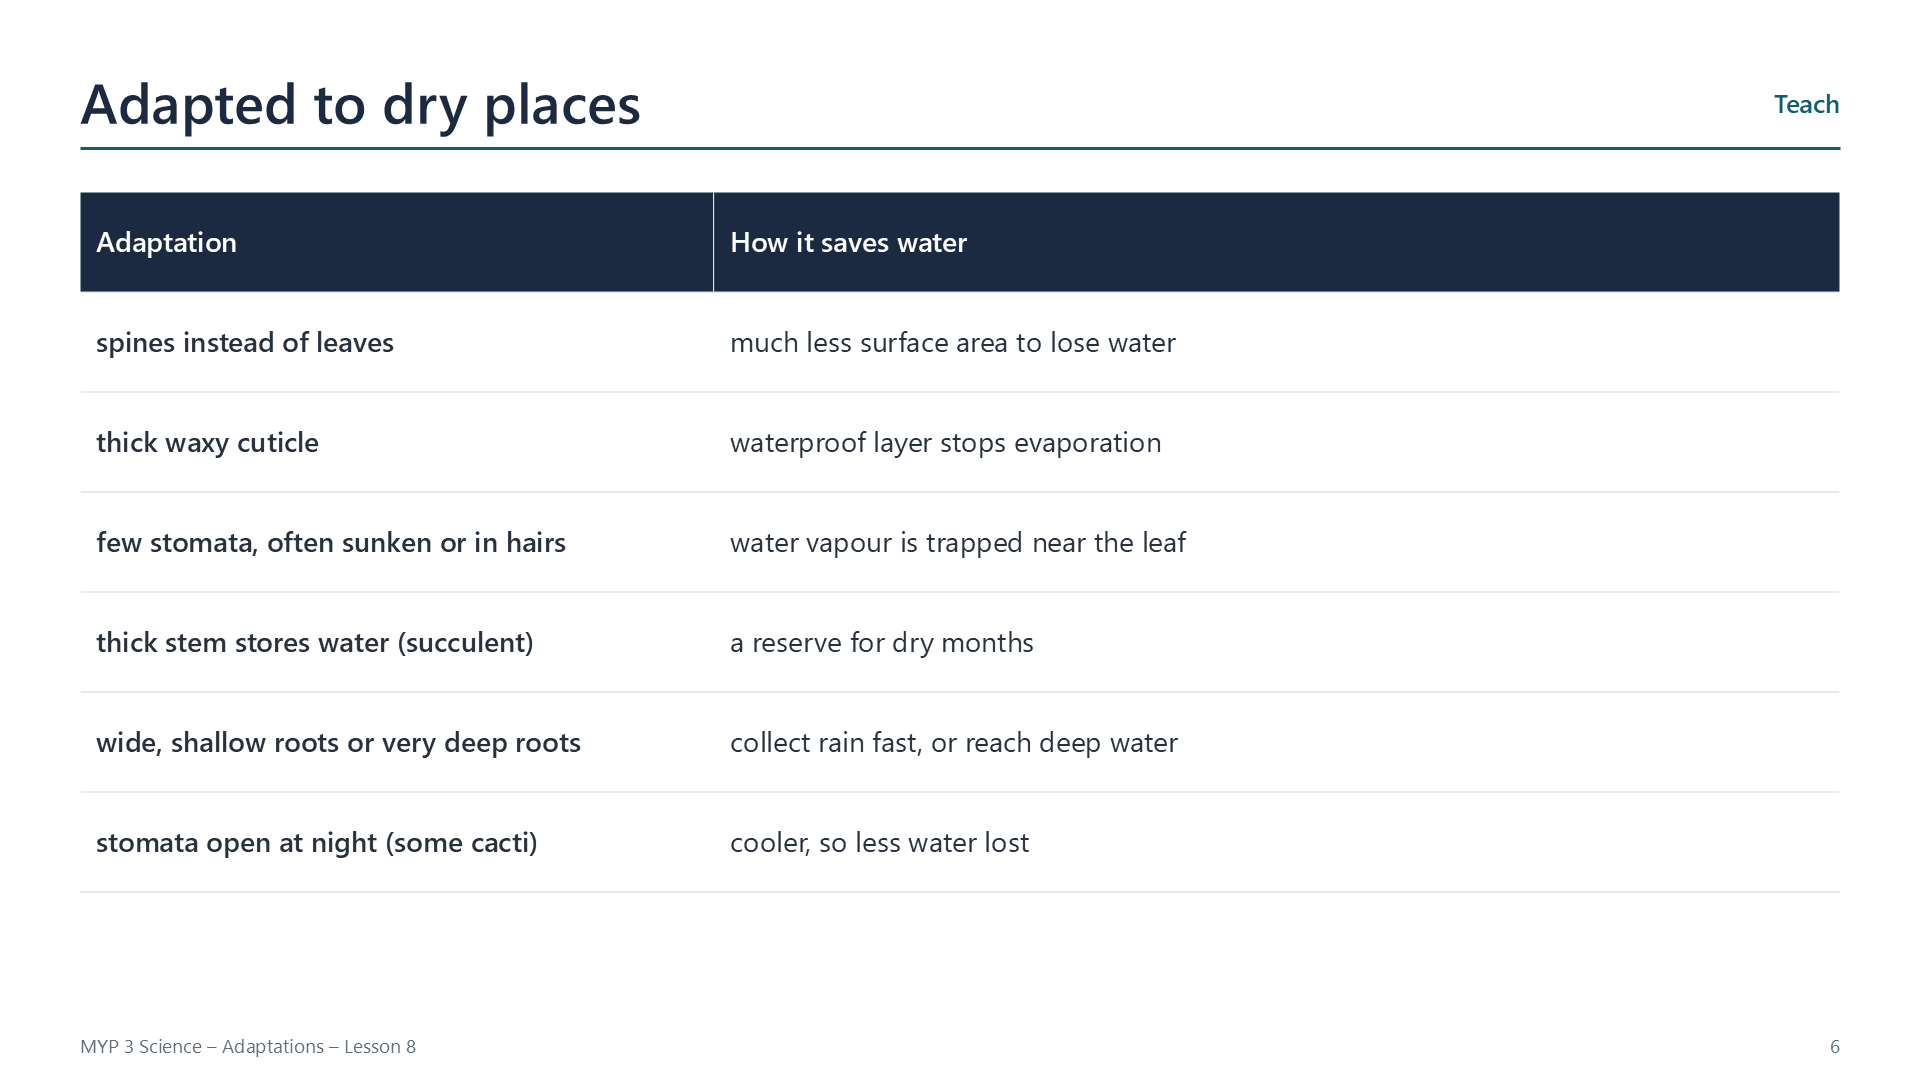 Adapted to dry places
Teach
Adaptation
How it saves water
spines instead of leaves
much less surface area to lose water
thick waxy cuticle
waterproof layer stops evaporation
few stomata, often sunken or in hairs
water vapour is trapped near the leaf
thick stem stores water (succulent)
a reserve for dry months
wide, shallow roots or very deep roots
collect rain fast, or reach deep water
stomata open at night (some cacti)
cooler, so less water lost
MYP 3 Science – Adaptations – Lesson 8
6